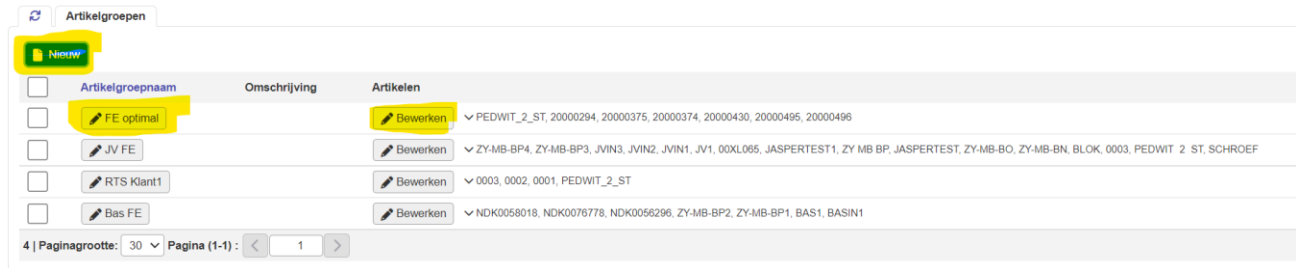 Artikelgroepen
Nieuw
Artikelgroepnaam Omschrijving Artikelen
FE optimal Bewerken PEDWIT_2_ST, 20000294, 20000375, 20000374, 20000430, 20000495, 20000496
JV FE Bewerken ZY-MB-BP4, ZY-MB-BP3, JVIN3, JVIN2, JVIN1, JV1, 00XL065, JASPERTEST1, ZY MB BP, JASPERTEST, ZY-MB-BO, ZY-MB-BN, BLOK, 0003, PEDWIT 2 ST, SCHROEF
RTS Klant1 Bewerken 0003, 0002, 0001, PEDWIT_2_ST
Bas FE Bewerken NDK0058018, NDK0076778, NDK0056296, ZY-MB-BP2, ZY-MB-BP1, BAS1, BASIN1
4 | Paginagrootte: 30 Pagina (1-1) : < 1 >